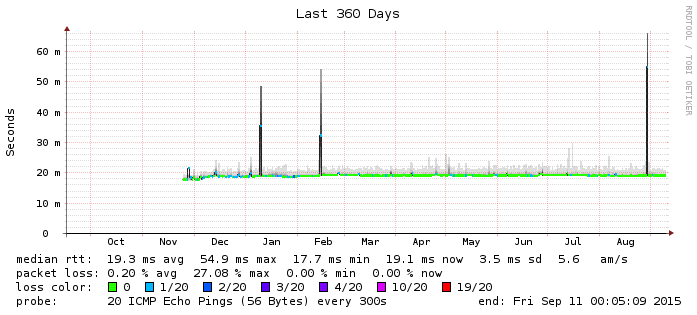 Last 360 Days
RRDTOOL / TOBI OETIKER
Seconds
60 m
50 m
40 m
30 m
20 m
10 m
0
Oct Nov Dec Jan Feb Mar Apr May Jun Jul Aug
median rtt: 19.3 ms avg 54.9 ms max 17.7 ms min 19.1 ms now 3.5 ms sd 5.6 am/s
packet loss: 0.20 % avg 27.08 % max 0.00 % min 0.00 % now
loss color: 0 1/20 2/20 3/20 4/20 10/20 19/20
probe: 20 ICMP Echo Pings (56 Bytes) every 300s end: Fri Sep 11 00:05:09 2015